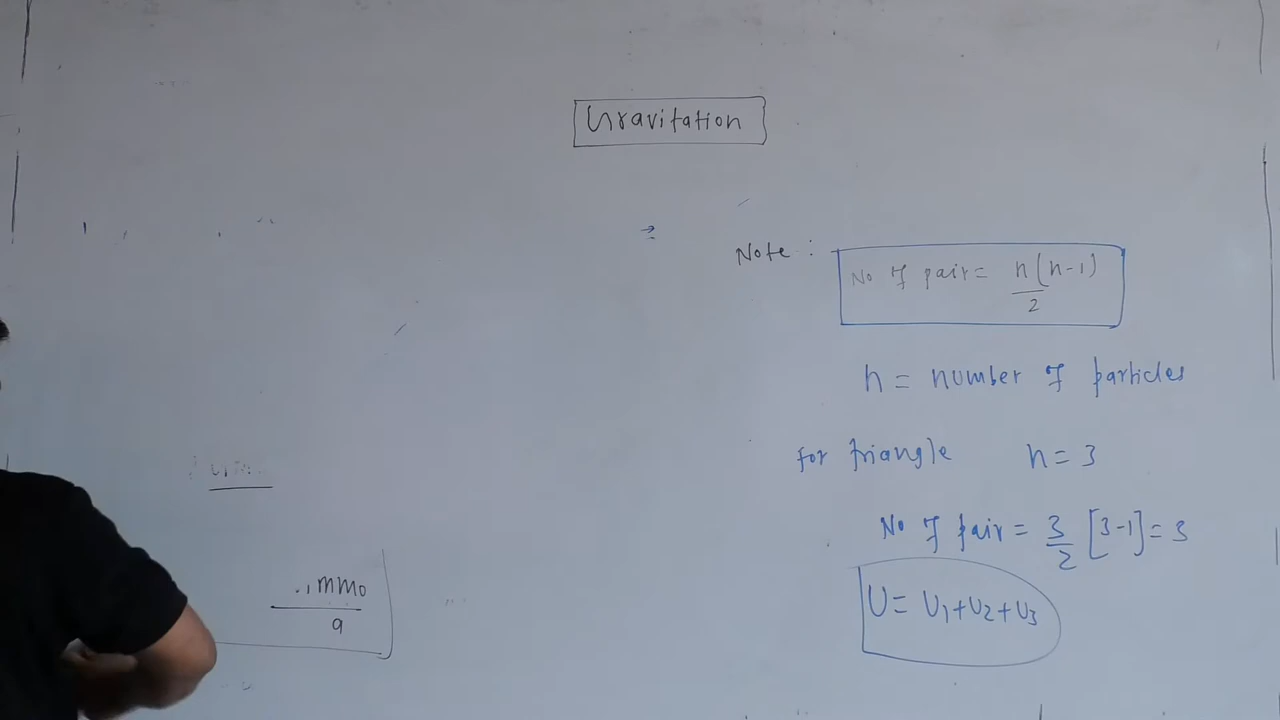 Gravitation
Note :
No of pair = n(n-1)/2
n = number of particles
for triangle n = 3
No of pair = 3/2 [3-1] = 3
U = U₁+U₂+U₃
mm₀
a